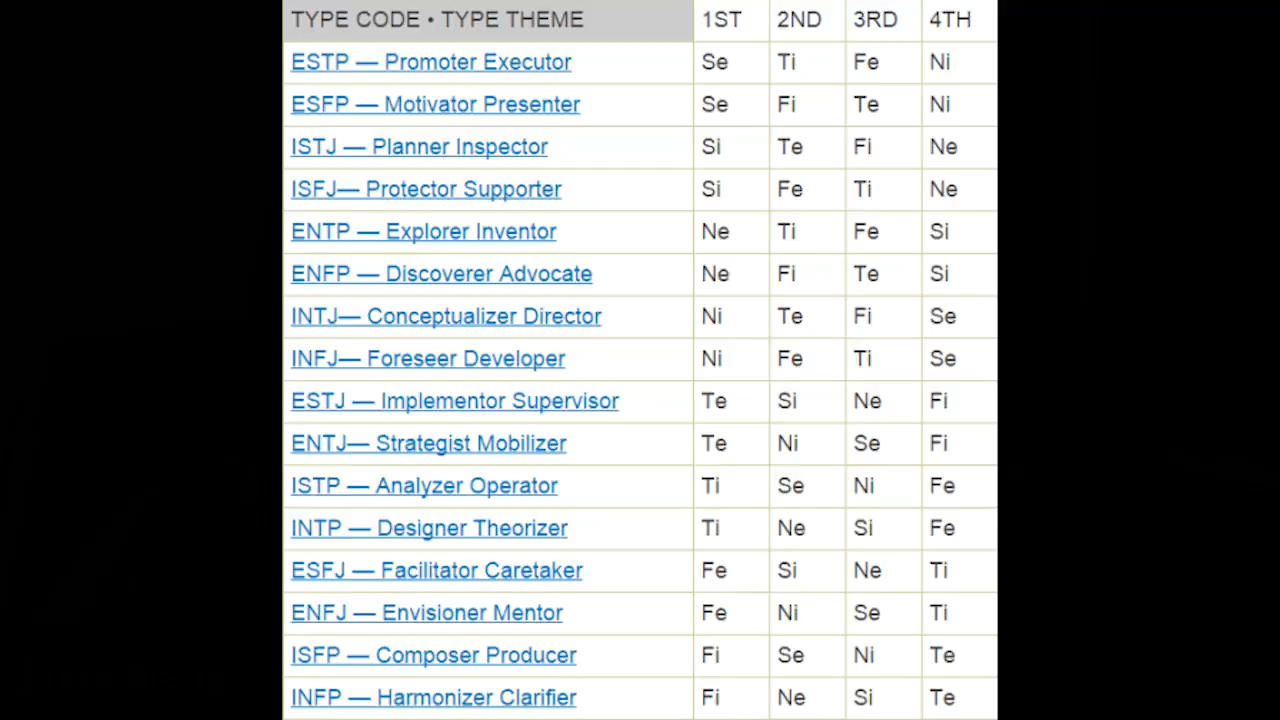 TYPE CODE • TYPE THEME 1ST 2ND 3RD 4TH
ESTP — Promoter Executor Se Ti Fe Ni
ESFP — Motivator Presenter Se Fi Te Ni
ISTJ — Planner Inspector Si Te Fi Ne
ISFJ— Protector Supporter Si Fe Ti Ne
ENTP — Explorer Inventor Ne Ti Fe Si
ENFP — Discoverer Advocate Ne Fi Te Si
INTJ— Conceptualizer Director Ni Te Fi Se
INFJ— Foreseer Developer Ni Fe Ti Se
ESTJ — Implementor Supervisor Te Si Ne Fi
ENTJ— Strategist Mobilizer Te Ni Se Fi
ISTP — Analyzer Operator Ti Se Ni Fe
INTP — Designer Theorizer Ti Ne Si Fe
ESFJ — Facilitator Caretaker Fe Si Ne Ti
ENFJ — Envisioner Mentor Fe Ni Se Ti
ISFP — Composer Producer Fi Se Ni Te
INFP — Harmonizer Clarifier Fi Ne Si Te